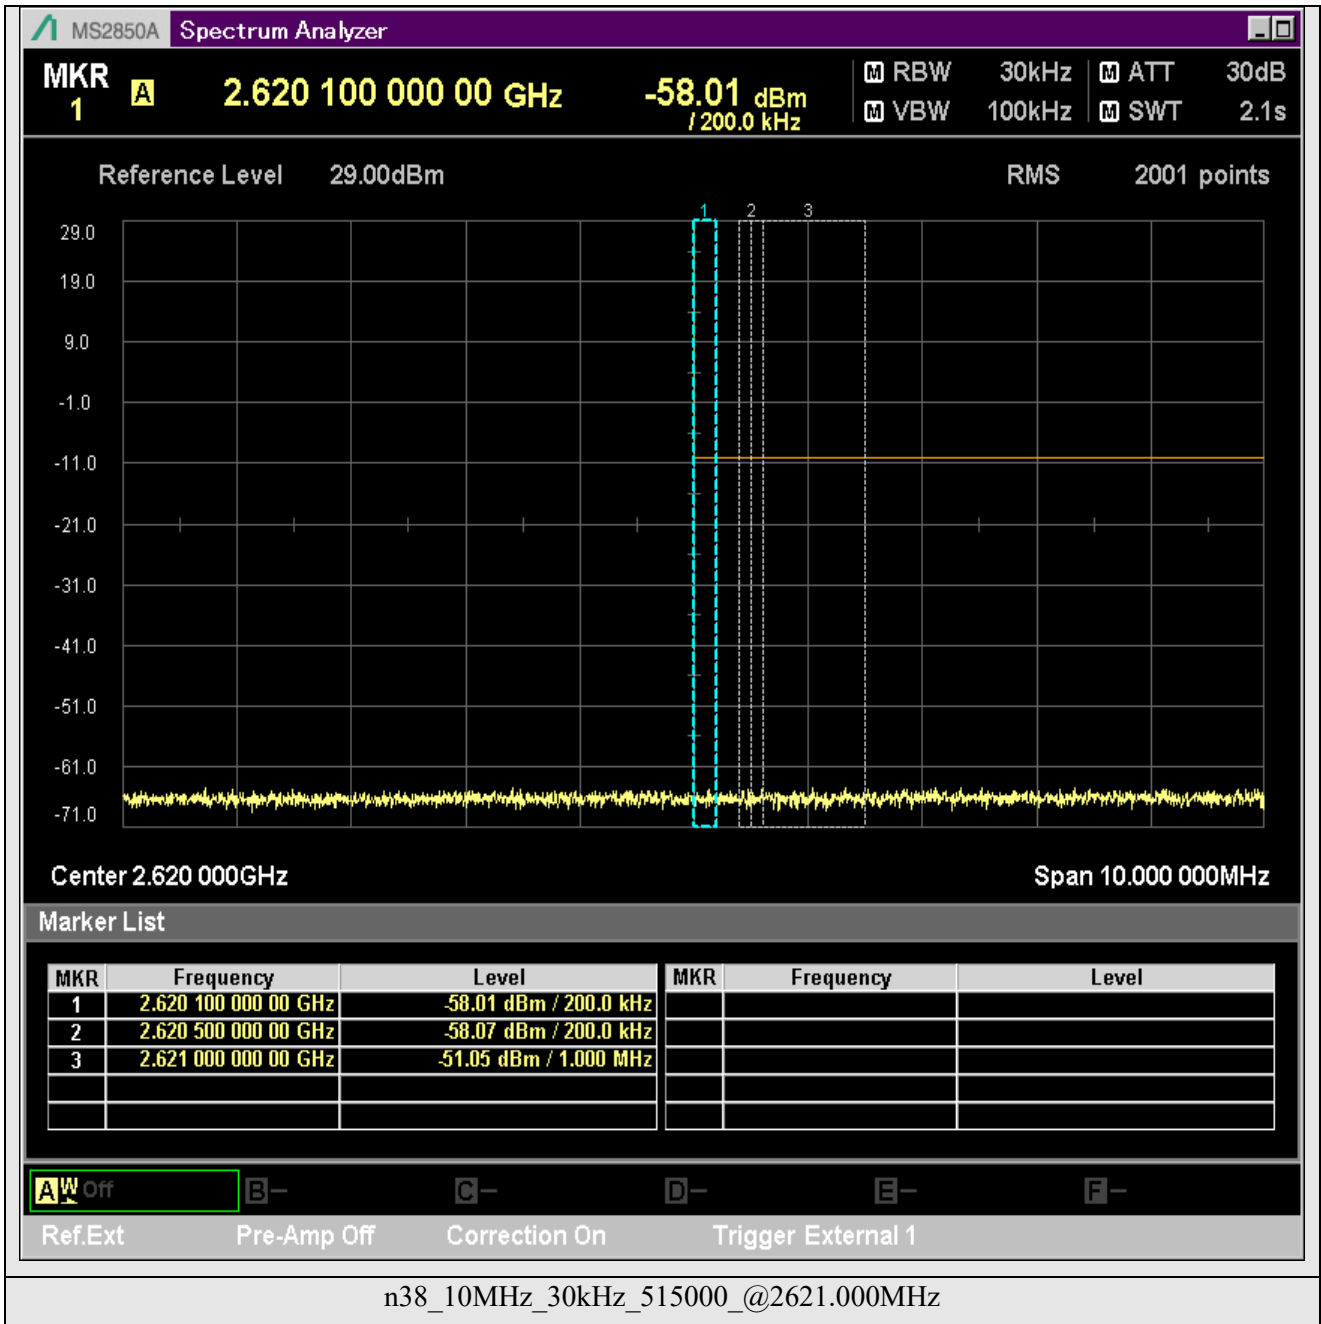 MS2850A Spectrum Analyzer
MKR 1 A 2.620 100 000 00 GHz -58.01 dBm / 200.0 kHz
M RBW 30kHz M ATT 30dB
M VBW 100kHz M SWT 2.1s
Reference Level 29.00dBm RMS 2001 points
1 2 3
29.0
19.0
9.0
-1.0
-11.0
-21.0
-31.0
-41.0
-51.0
-61.0
-71.0
Center 2.620 000GHz Span 10.000 000MHz
Marker List
MKR Frequency Level MKR Frequency Level
1 2.620 100 000 00 GHz -58.01 dBm / 200.0 kHz
2 2.620 500 000 00 GHz -58.07 dBm / 200.0 kHz
3 2.621 000 000 00 GHz -51.05 dBm / 1.000 MHz
A W Off B – C – D – E – F –
Ref.Ext Pre-Amp Off Correction On Trigger External 1
n38_10MHz_30kHz_515000_@2621.000MHz